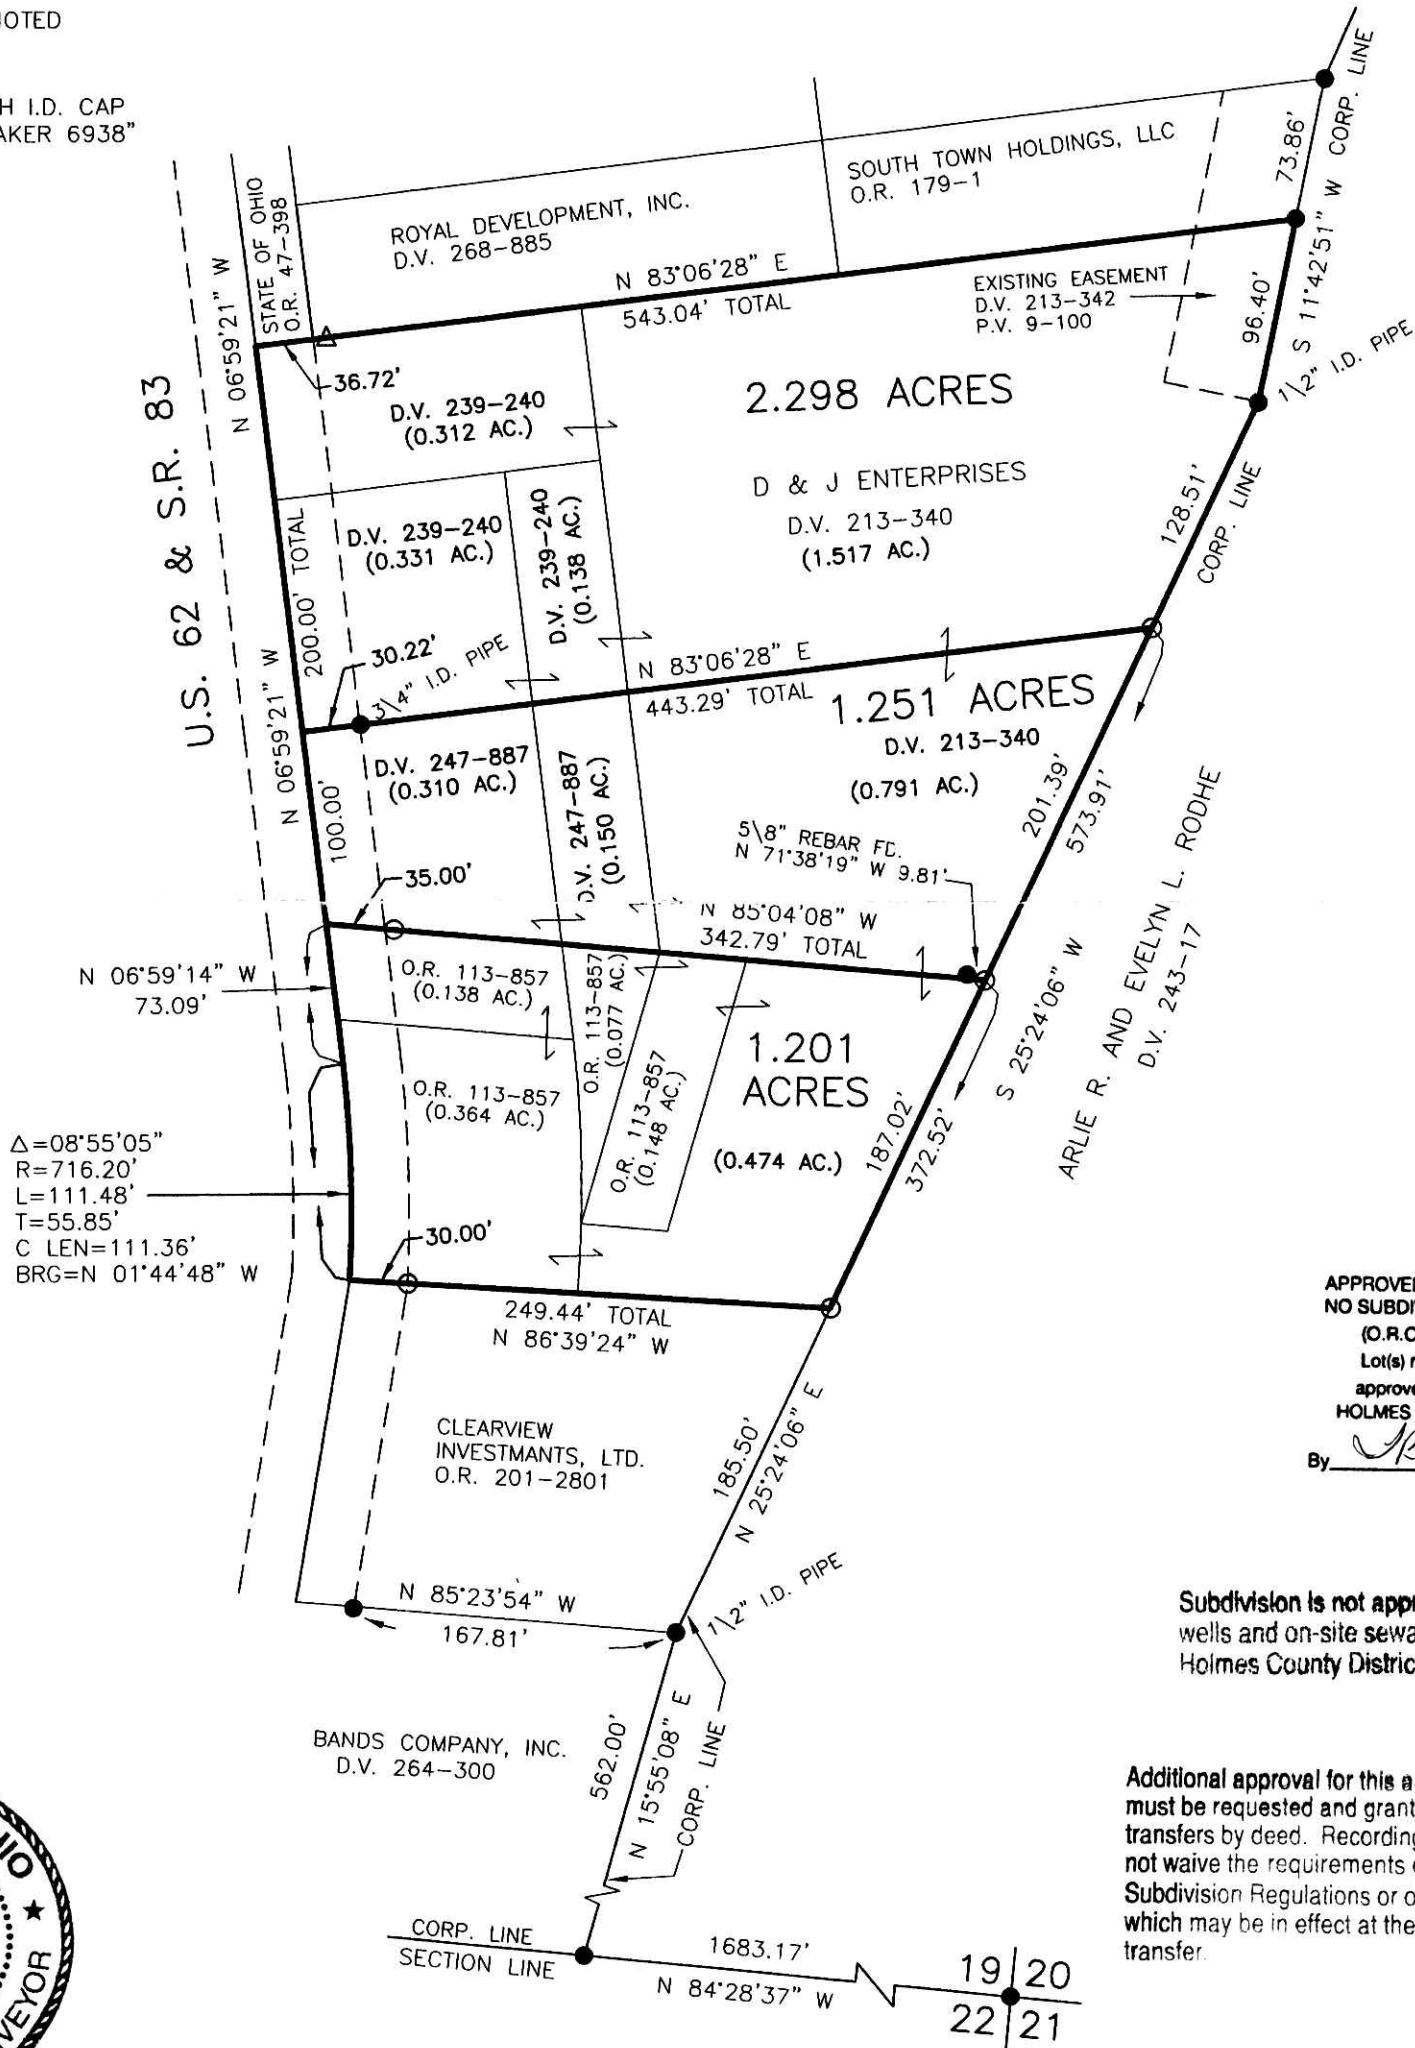 OTED
H I.D. CAP
AKER 6938"
STATE OF OHIO
O.R. 47-398
ROYAL DEVELOPMENT, INC.
D.V. 268-885
SOUTH TOWN HOLDINGS, LLC
O.R. 179-1
73.86'
S 11°42'51" W CORP. LINE
N 06°59'21" W
N 83°06'28" E
543.04' TOTAL
EXISTING EASEMENT
D.V. 213-342
P.V. 9-100
96.40'
1\2" I.D. PIPE
U.S. 62 & S.R. 83
36.72'
D.V. 239-240
(0.312 AC.)
2.298 ACRES
D & J ENTERPRISES
D.V. 213-340
(1.517 AC.)
128.51'
CORP. LINE
200.00' TOTAL
D.V. 239-240
(0.331 AC.)
D.V. 239-240
(0.138 AC.)
30.22'
3\4" I.D. PIPE
N 06°59'21" W
N 83°06'28" E
443.29' TOTAL
1.251 ACRES
D.V. 213-340
(0.791 AC.)
100.00'
D.V. 247-887
(0.310 AC.)
D.V. 247-887
(0.150 AC.)
201.39'
573.91'
5\8" REBAR FD.
N 71°38'19" W 9.81'
35.00'
N 85°04'08" W
342.79' TOTAL
ARLIE R. AND EVELYN L. RODHE
D.V. 243-17
S 25°24'06" W
N 06°59'14" W
73.09'
O.R. 113-857
(0.138 AC.)
O.R. 113-857
(0.077 AC.)
1.201
ACRES
O.R. 113-857
(0.364 AC.)
O.R. 113-857
(0.148 AC.)
(0.474 AC.)
187.02'
372.52'
Δ=08°55'05"
R=716.20'
L=111.48'
T=55.85'
C LEN=111.36'
BRG=N 01°44'48" W
30.00'
249.44' TOTAL
N 86°39'24" W
APPROVE
NO SUBDI
(O.R.C
Lot(s) r
approve
HOLMES
By
CLEARVIEW
INVESTMANTS, LTD.
O.R. 201-2801
185.50'
N 25°24'06" E
N 85°23'54" W
167.81'
1\2" I.D. PIPE
Subdivision is not appr
wells and on-site sewa
Holmes County Distric
BANDS COMPANY, INC.
D.V. 264-300
562.00'
N 15°55'08" E
CORP. LINE
Additional approval for this a
must be requested and grant
transfers by deed. Recording
not waive the requirements
Subdivision Regulations or o
which may be in effect at the
transfer.
CORP. LINE
SECTION LINE
1683.17'
N 84°28'37" W
19 20
22 21
OHIO ★
VEYOR